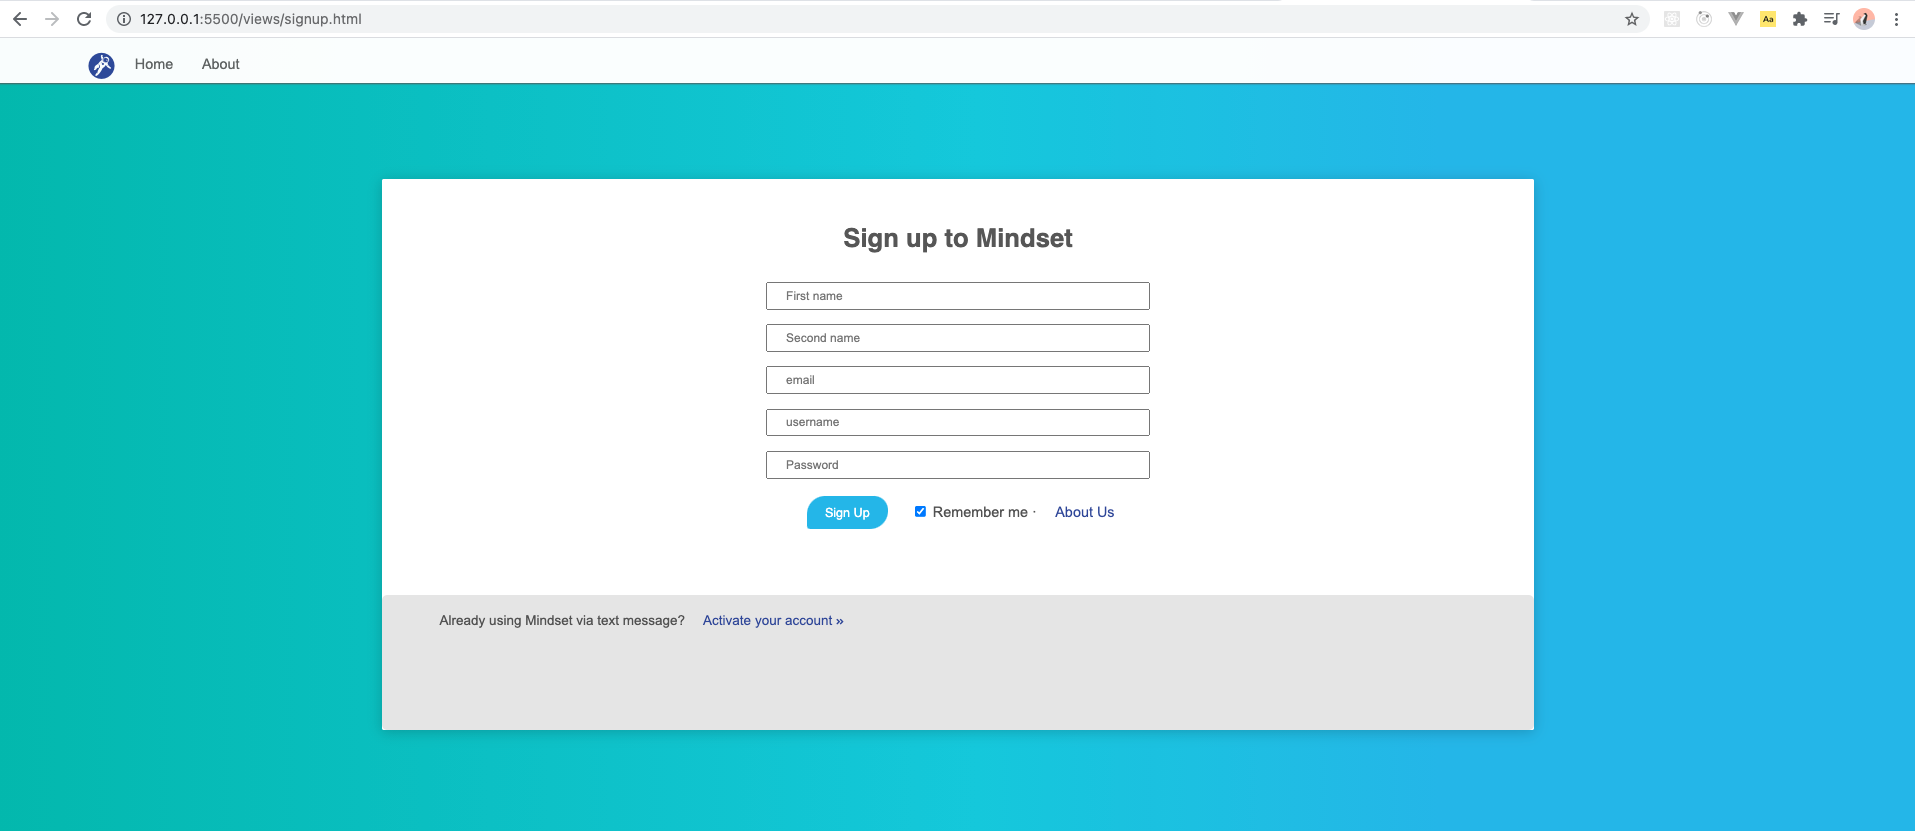 127.0.0.1:5500/views/signup.html
Aa
Home About
Sign up to Mindset
First name
Second name
email
username
Password
Sign Up Remember me · About Us
Already using Mindset via text message? Activate your account »